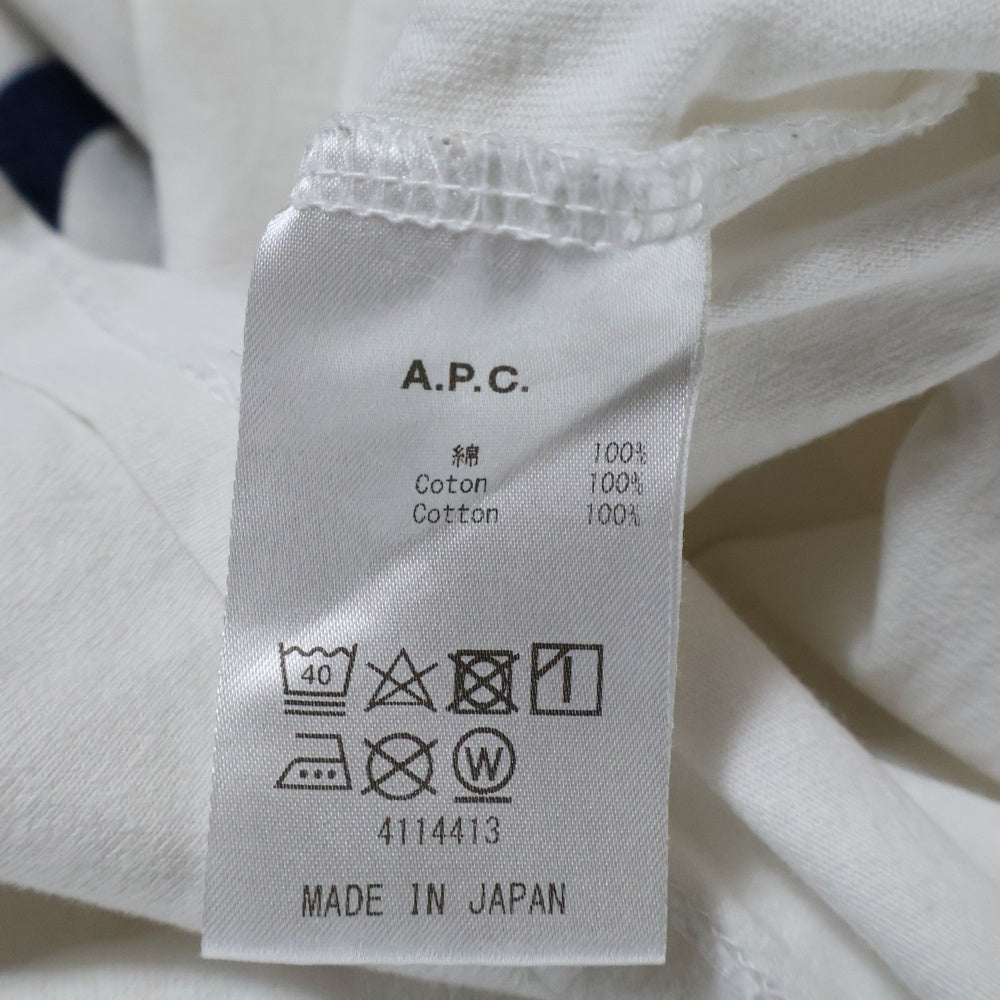 A.P.C.
綿 100%
Coton 100%
Cotton 100%
40
W
4114413
MADE IN JAPAN